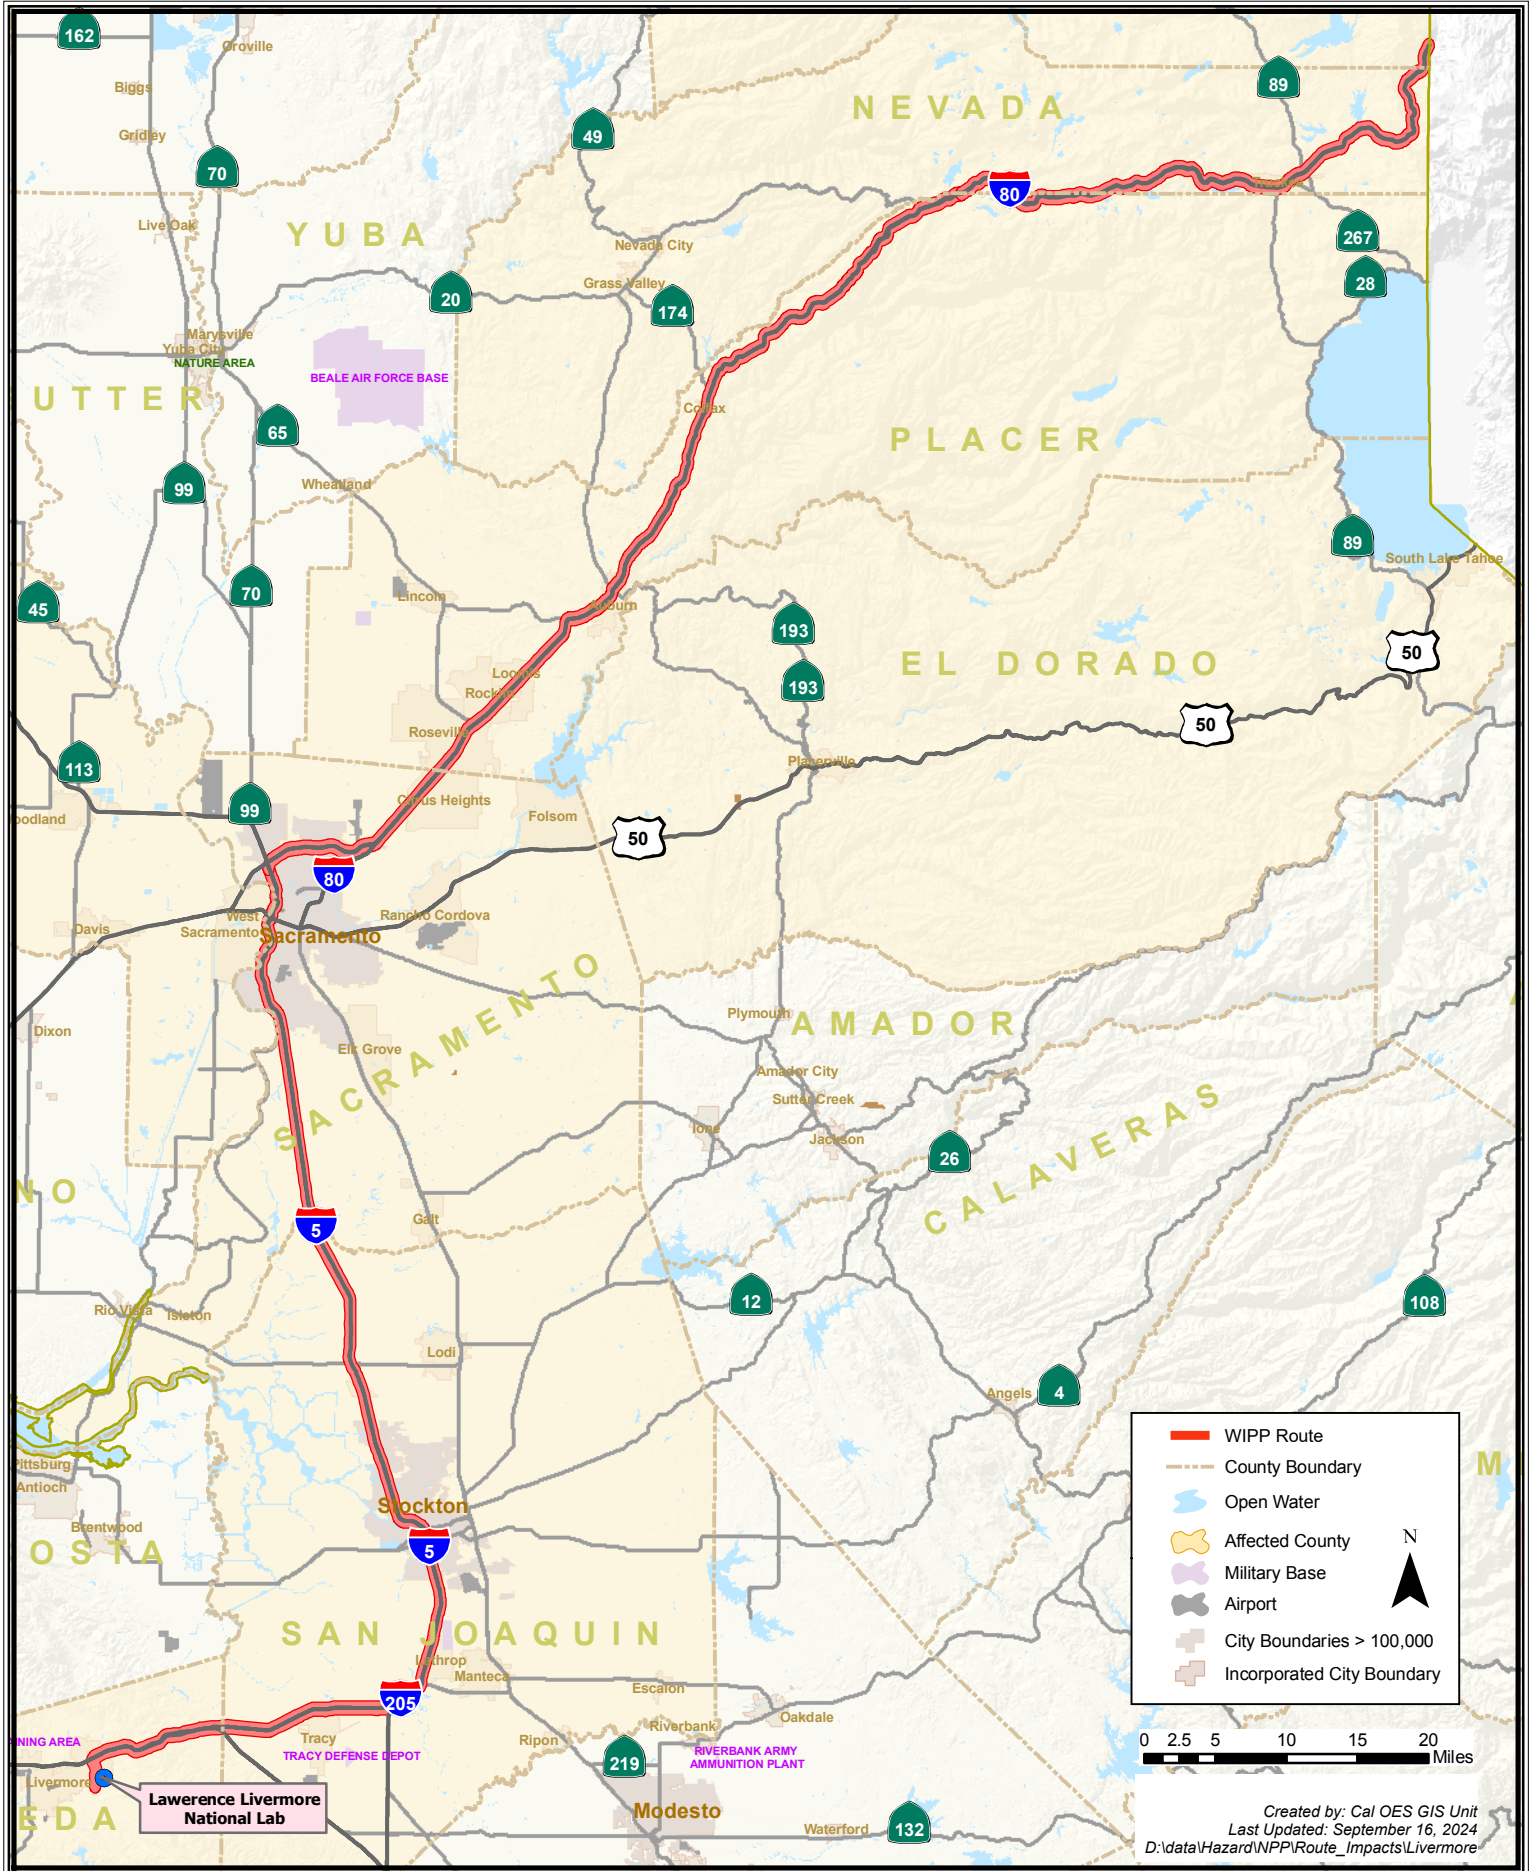 162
Oroville
Biggs
Gridley
70
49
NEVADA
89
80
Truckee
Live Oak
YUBA
Nevada City
Grass Valley
20
174
267
28
Marysville
Yuba City
NATURE AREA
BEALE AIR FORCE BASE
UTTER
65
Colfax
PLACER
99
Wheatland
89
South Lake Tahoe
45
70
Lincoln
Auburn
193
193
EL DORADO
50
Loomis
Rocklin
Roseville
50
113
Placerville
99
Citrus Heights
Folsom
50
oodland
80
West
Sacramento
Sacramento
Rancho Cordova
Davis
SACRAMENTO
Dixon
Elk Grove
Plymouth
AMADOR
Amador City
Sutter Creek
Ione
Jackson
26
CALAVERAS
NO
5
Galt
Rio Vista
Isleton
12
108
Lodi
Angels
4
Pittsburg
Antioch
Brentwood
OSTA
Stockton
5
M
SAN JOAQUIN
Lathrop
Manteca
205
Escalon
Oakdale
Riverbank
Ripon
Tracy
TRACY DEFENSE DEPOT
RIVERBANK ARMY
AMMUNITION PLANT
219
INING AREA
Livermore
EDA
Lawerence Livermore
National Lab
Modesto
Waterford
132
WIPP Route
County Boundary
Open Water
Affected County
Military Base
Airport
City Boundaries > 100,000
Incorporated City Boundary
N
0 2.5 5 10 15 20
Miles
Created by: Cal OES GIS Unit
Last Updated: September 16, 2024
D:\data\Hazard\NPP\Route_Impacts\Livermore